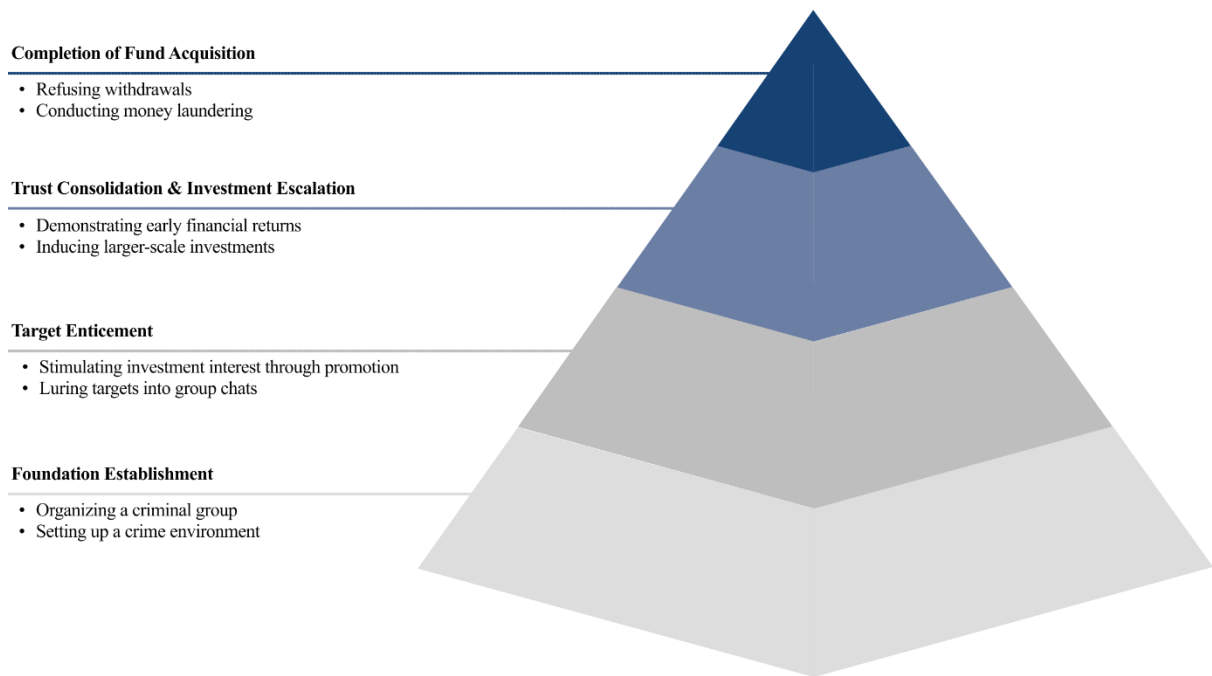 Completion of Fund Acquisition
• Refusing withdrawals
• Conducting money laundering
Trust Consolidation & Investment Escalation
• Demonstrating early financial returns
• Inducing larger-scale investments
Target Enticement
• Stimulating investment interest through promotion
• Luring targets into group chats
Foundation Establishment
• Organizing a criminal group
• Setting up a crime environment